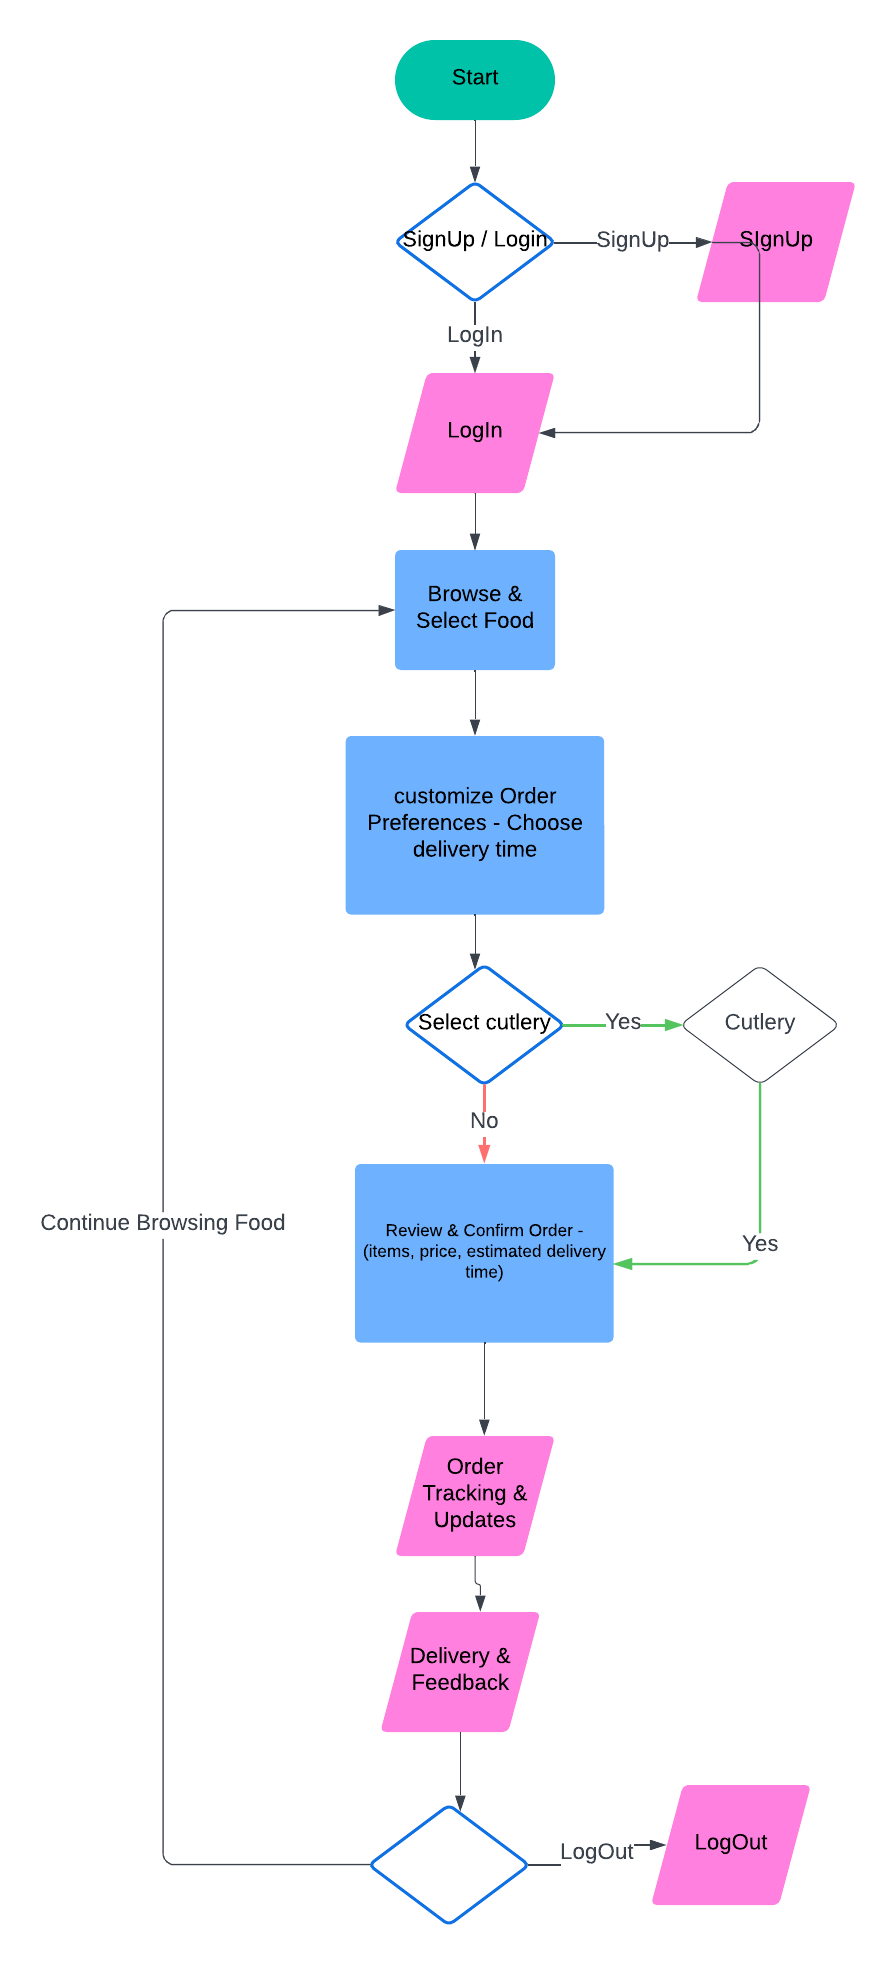 Start
SignUp / Login
SignUp
SIgnUp
LogIn
LogIn
Browse &
Select Food
customize Order
Preferences - Choose
delivery time
Select cutlery
Yes
Cutlery
No
Review & Confirm Order -
(items, price, estimated delivery
time)
Yes
Continue Browsing Food
Order
Tracking &
Updates
Delivery &
Feedback
LogOut
LogOut